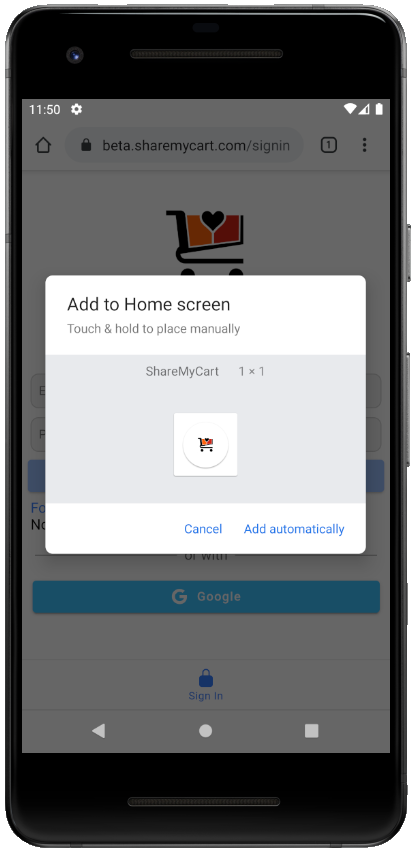 11:50
beta.sharemycart.com/signin
1
Add to Home screen
Touch & hold to place manually
ShareMyCart 1 × 1
E
P
Fo
No
Cancel Add automatically
or with
G Google
Sign In